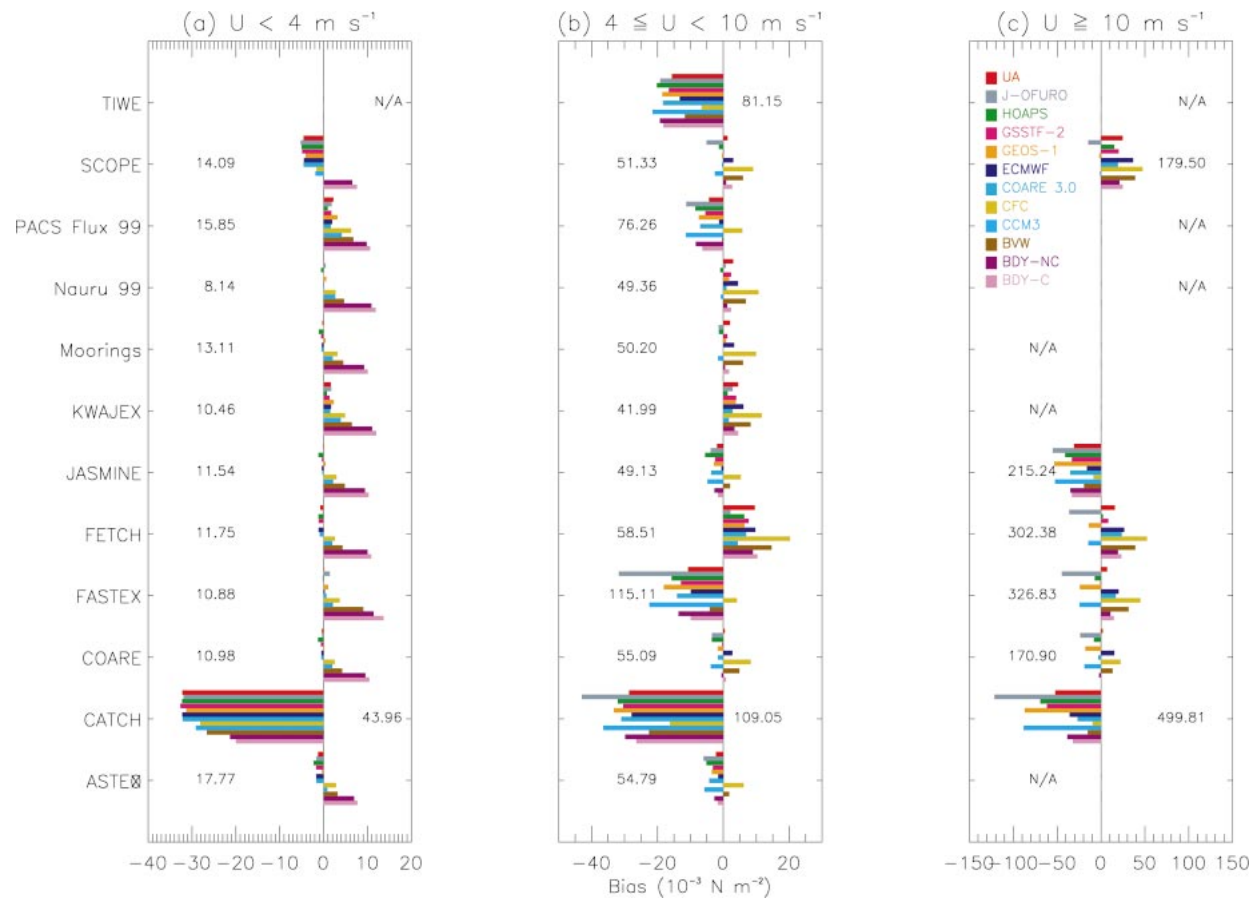 (a) U < 4 m s⁻¹
(b) 4 ≦ U < 10 m s⁻¹
(c) U ≧ 10 m s⁻¹
TIWE
N/A
81.15
N/A
SCOPE
14.09
51.33
179.50
PACS Flux 99
15.85
76.26
N/A
Nauru 99
8.14
49.36
N/A
Moorings
13.11
50.20
N/A
KWAJEX
10.46
41.99
N/A
JASMINE
11.54
49.13
215.24
FETCH
11.75
58.51
302.38
FASTEX
10.88
115.11
326.83
COARE
10.98
55.09
170.90
CATCH
43.96
109.05
499.81
ASTE
17.77
54.79
N/A
UA
J-OFURO
HOAPS
GSSTF-2
GEOS-1
ECMWF
COARE 3.0
CFC
CCM3
BVW
BDY-NC
BDY-C
-40 -30 -20 -10 0 10 20
-40 -20 0 20
-150 -100 -50 0 50 100 150
Bias (10⁻³ N m⁻²)